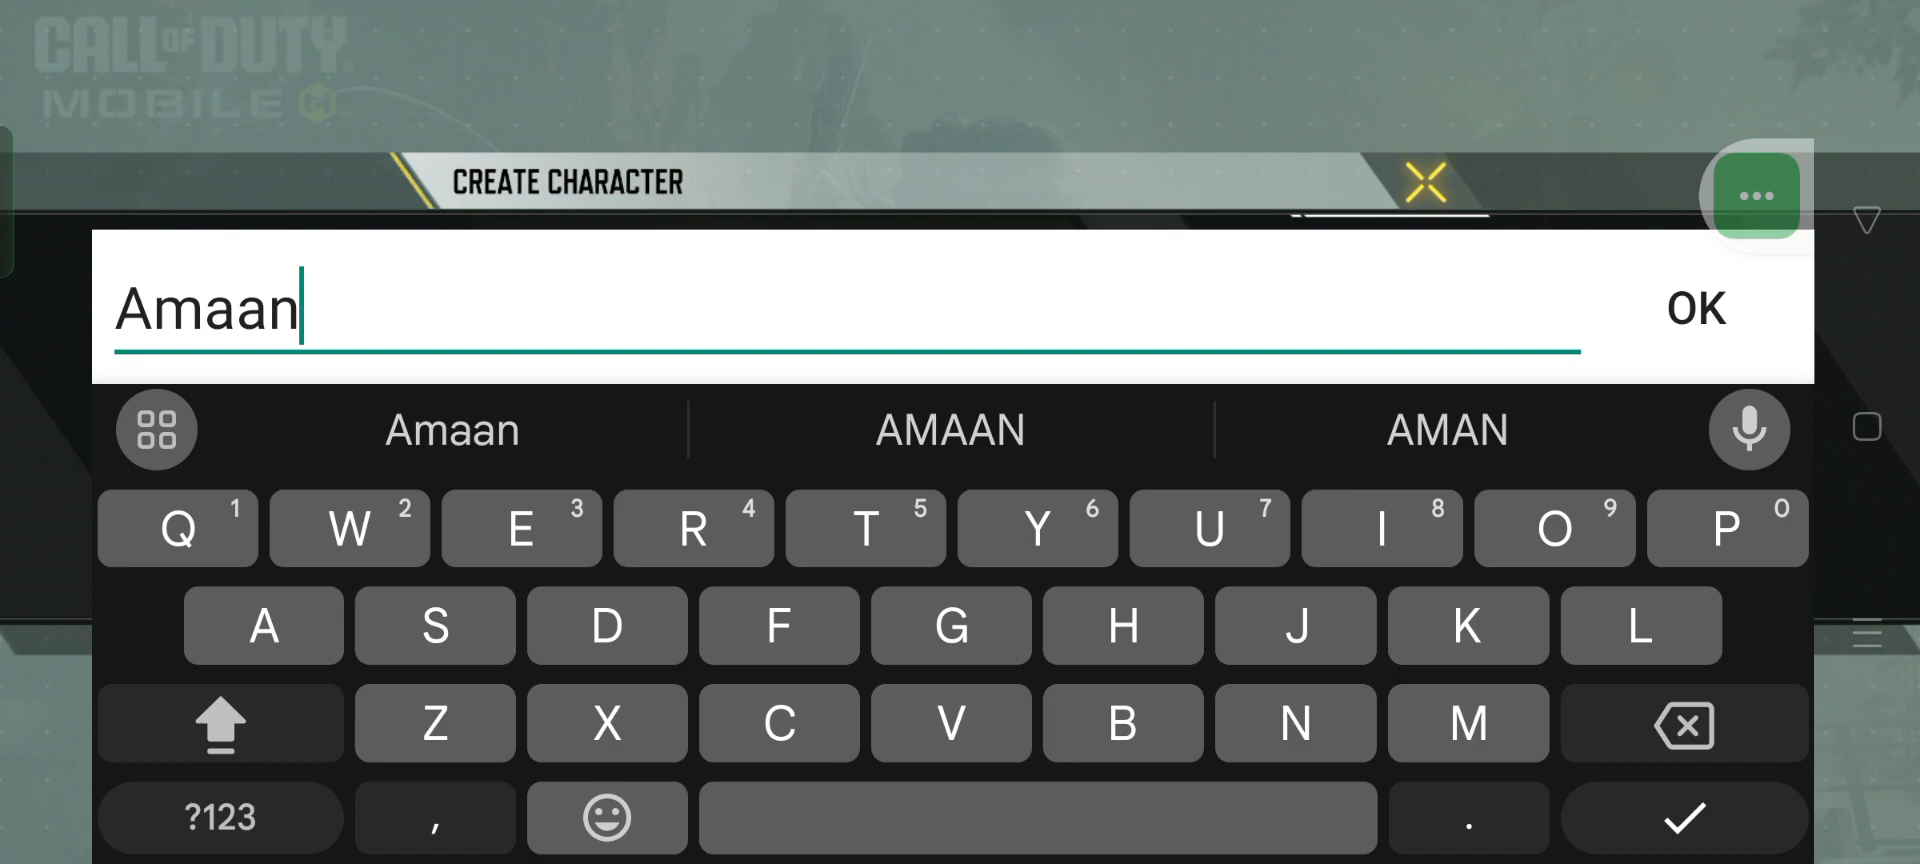 CALL OF DUTY
MOBILE
CREATE CHARACTER
Amaan
OK
Amaan AMAAN AMAN
Q 1 W 2 E 3 R 4 T 5 Y 6 U 7 I 8 O 9 P 0
A S D F G H J K L
Z X C V B N M
?123 , .